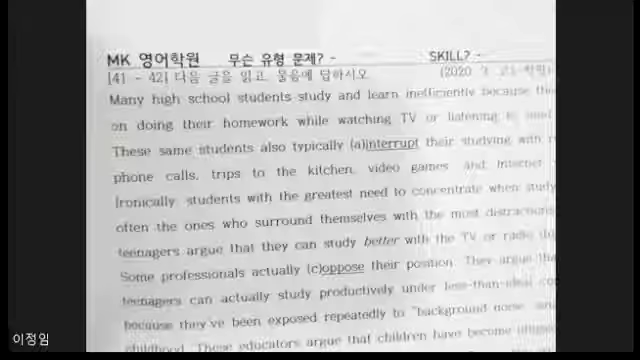 MK 영어학원 무슨 유형 문제? - SKILL? -
[41 - 42] 다음 글을 읽고, 물음에 답하시오. (2020
Many high school students study and learn inefficiently because
on doing their homework while watching TV or listening to
These same students also typically (a)interrupt their studying with
phone calls, trips to the kitchen, video games, and Internet
Ironically, students with the greatest need to concentrate when
often the ones who surround themselves with the most distractions
teenagers argue that they can study better with the TV or radio
Some professionals actually (c)oppose their position. They argue
teenagers can actually study productively under less-than-ideal
because they've been exposed repeatedly to "background noise
childhood. These educators argue that children have become
이정임